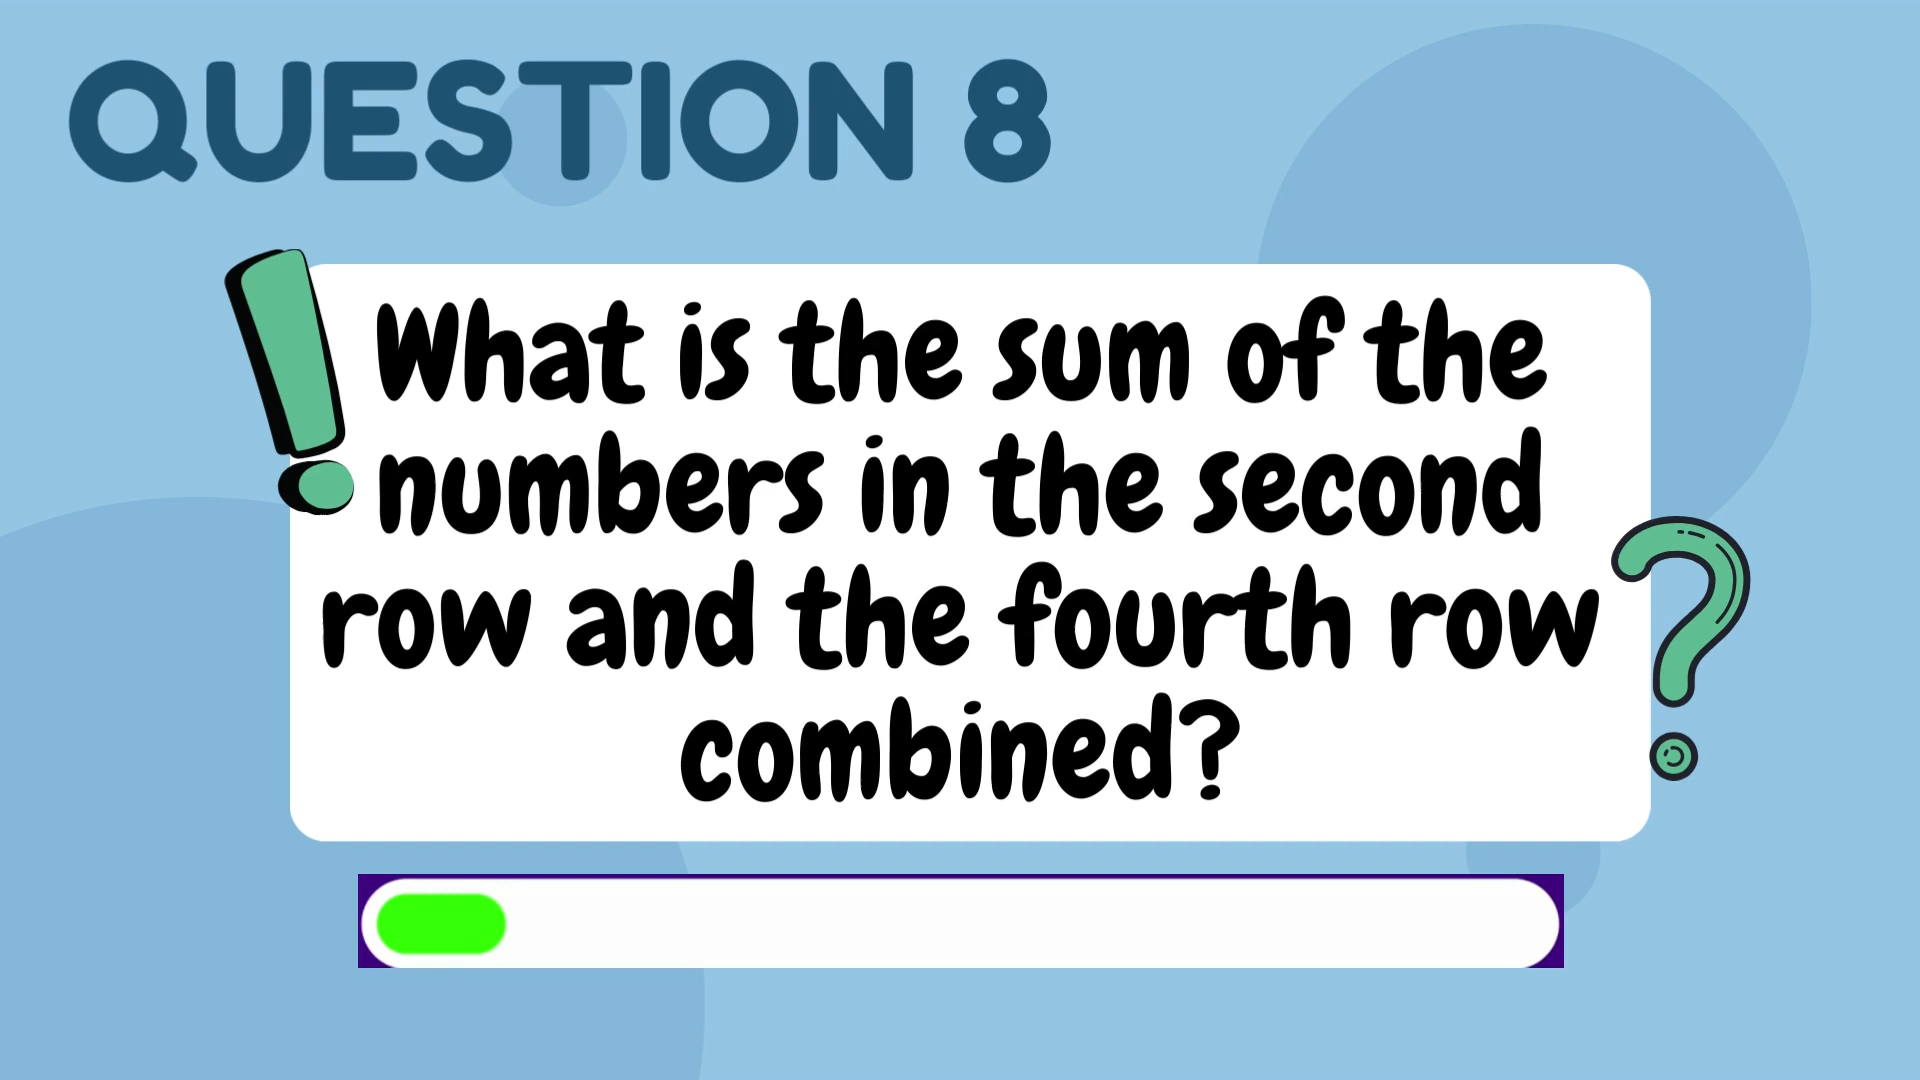 QUESTION 8
What is the sum of the
numbers in the second
row and the fourth row
combined?